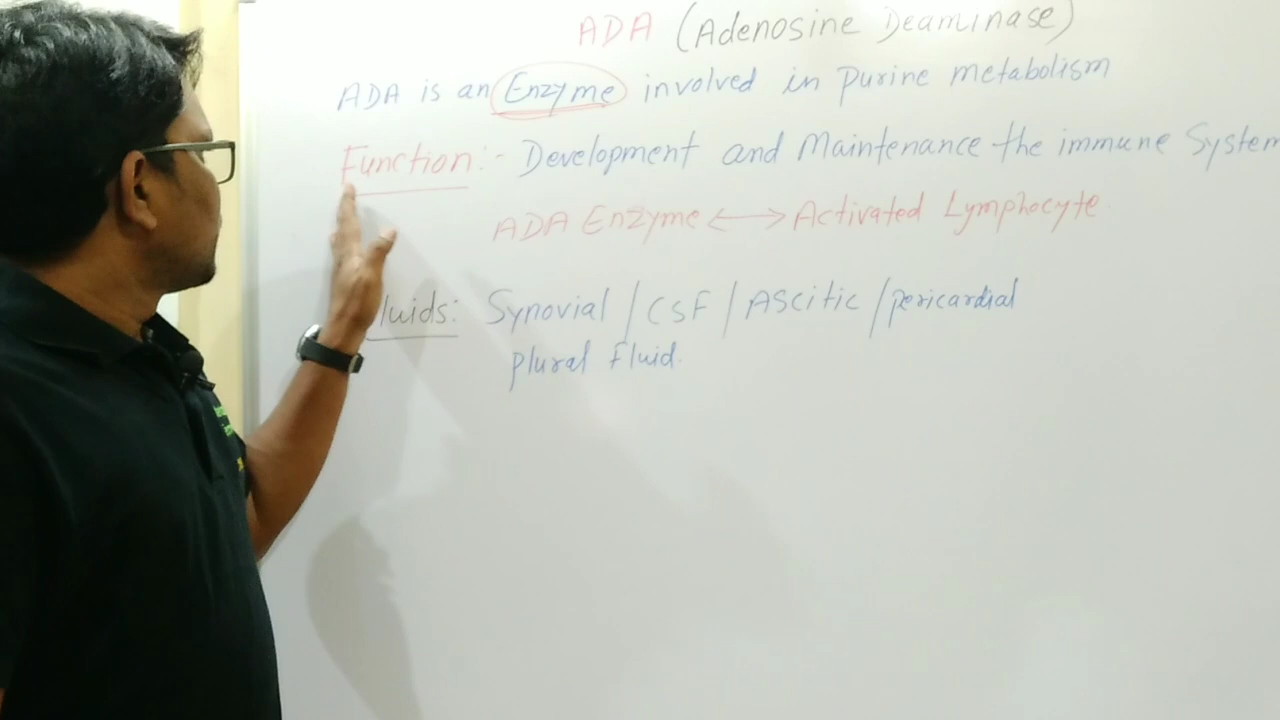 ADA (Adenosine Deaminase)
ADA is an Enzyme involved in Purine metabolism
Function:- Development and Maintenance the immune System
ADA Enzyme <--> Activated Lymphocyte
luids: Synovial / CSF / Ascitic / pericardial
plural Fluid.